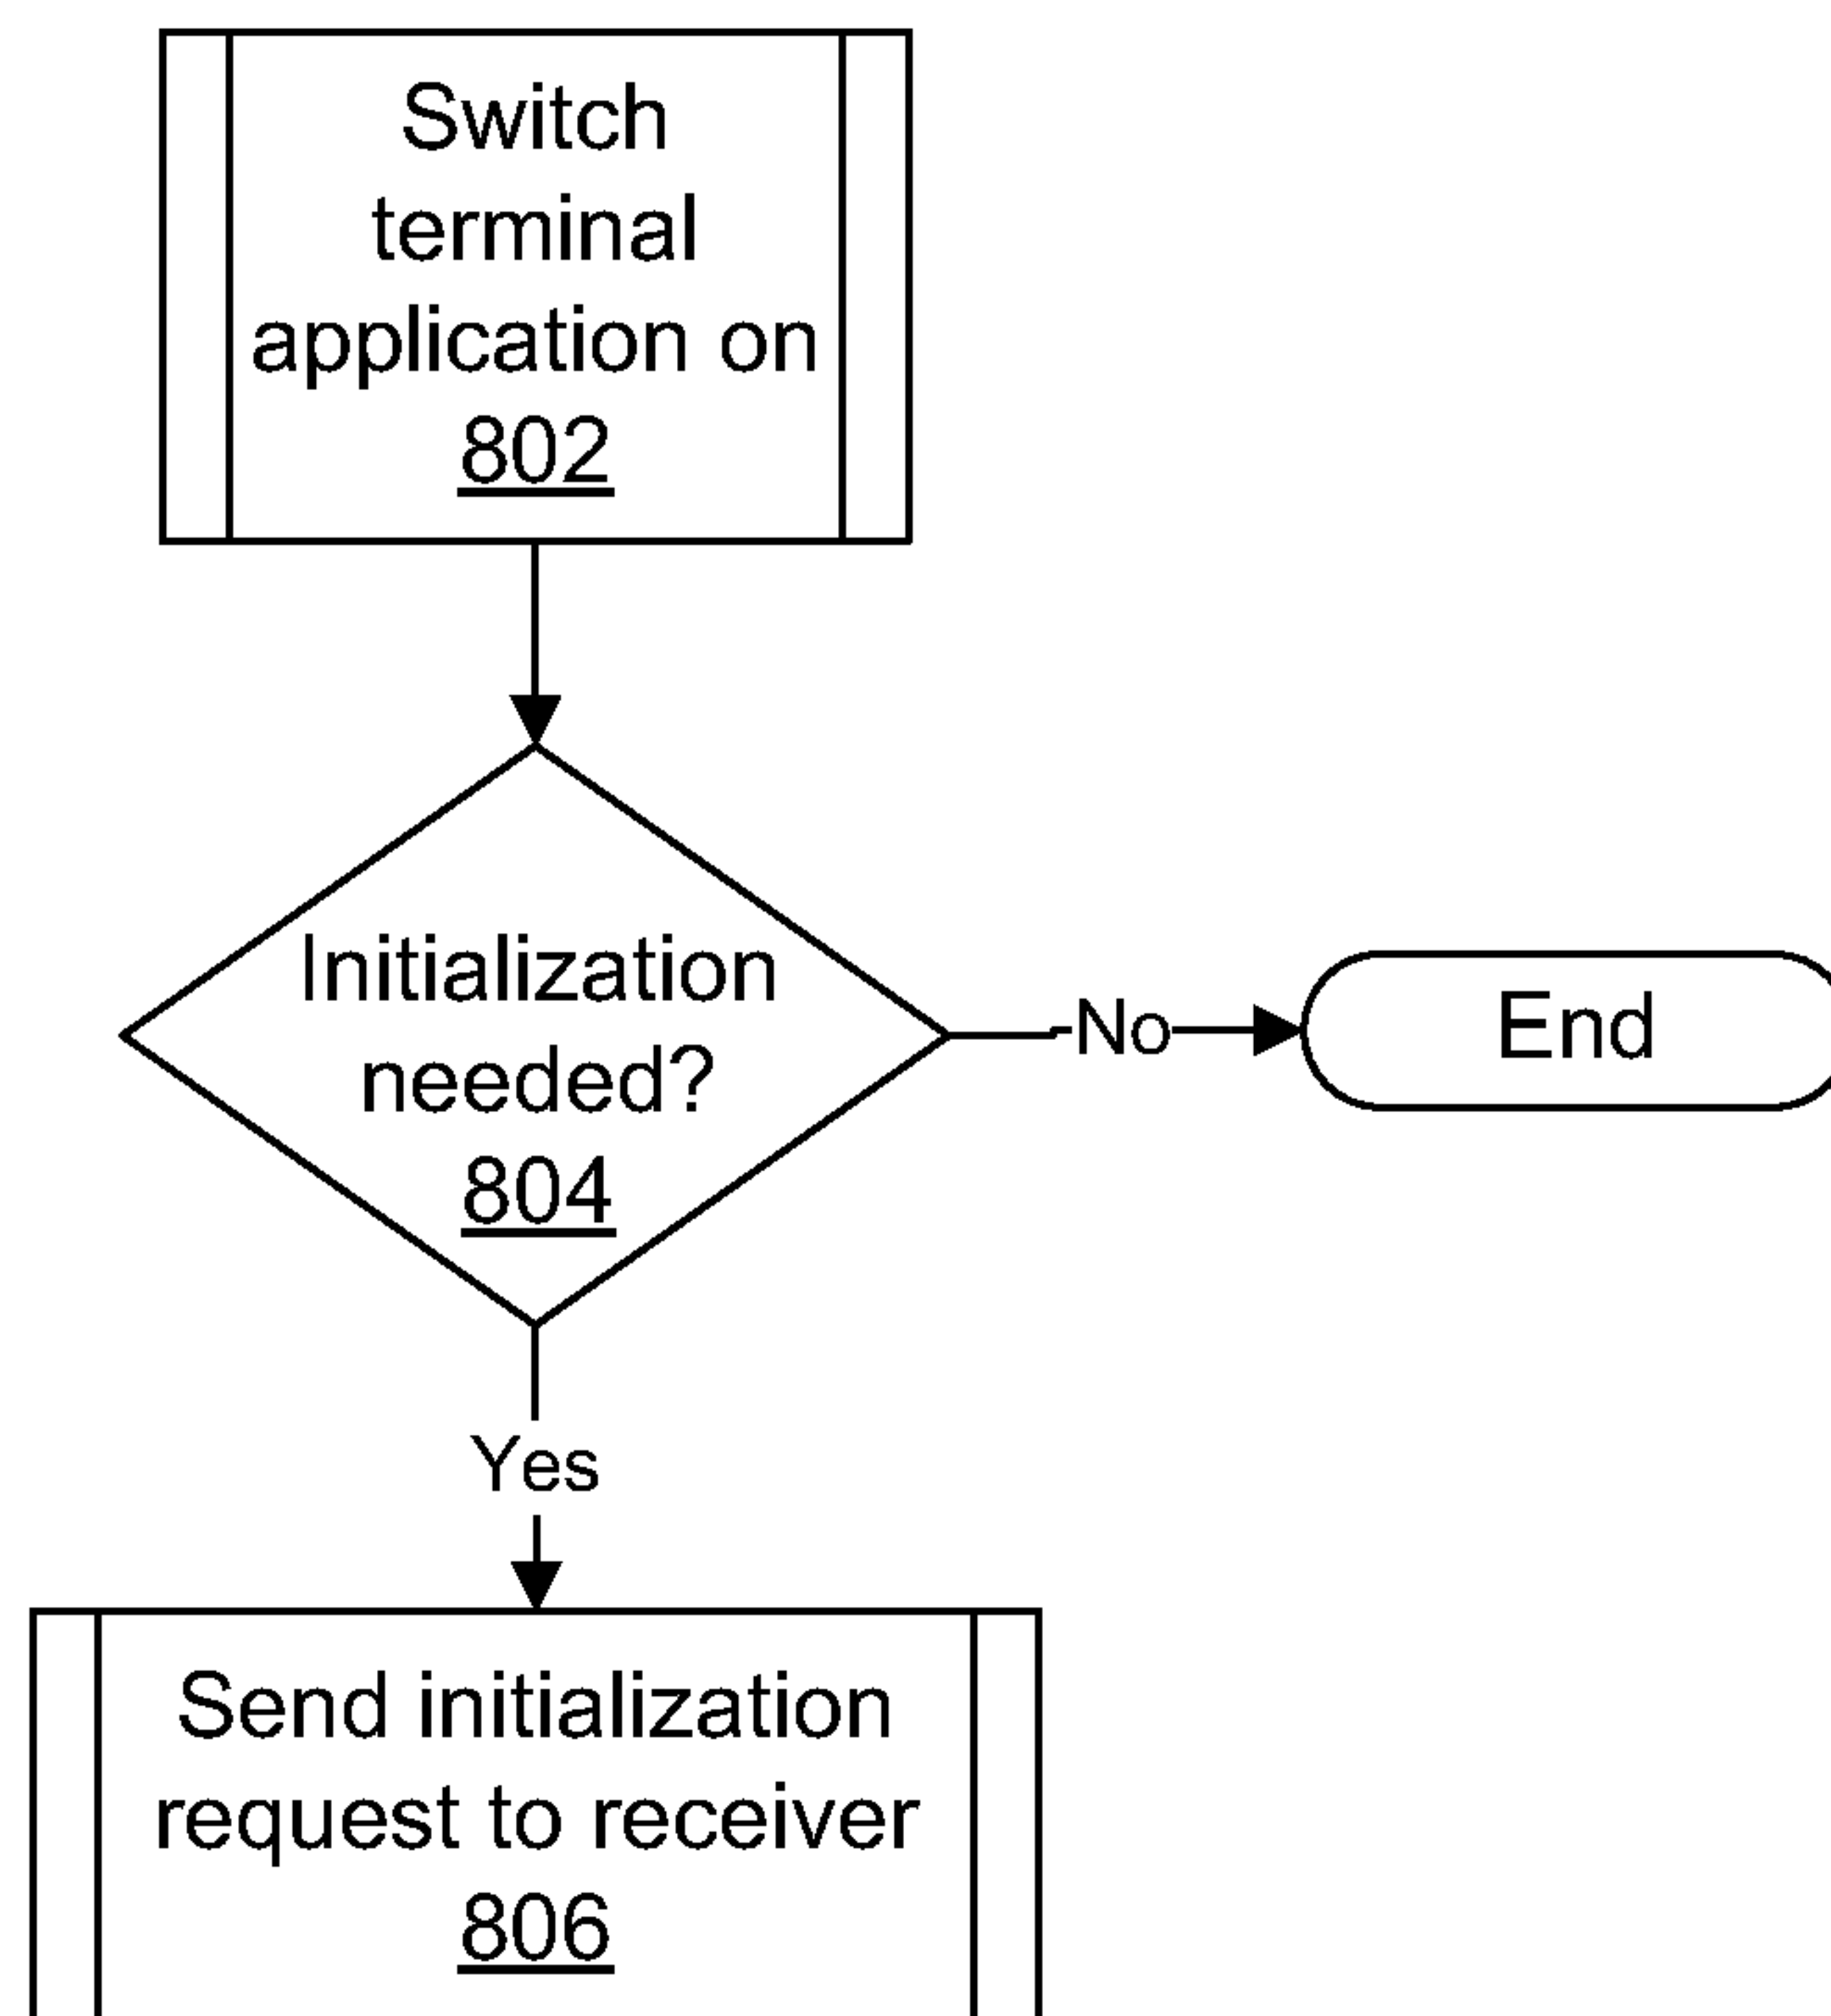 Switch
terminal
application on
802
Initialization
needed?
804
No
End
Yes
Send initialization
request to receiver
806